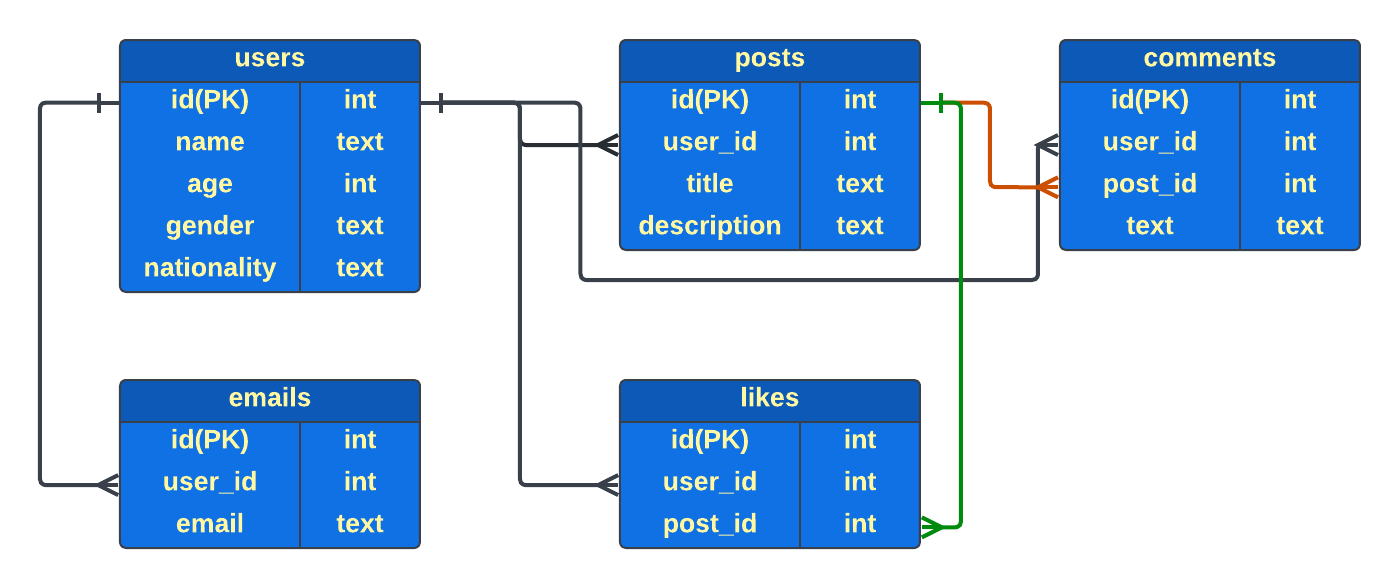 users
id(PK) int
name text
age int
gender text
nationality text
posts
id(PK) int
user_id int
title text
description text
comments
id(PK) int
user_id int
post_id int
text text
emails
id(PK) int
user_id int
email text
likes
id(PK) int
user_id int
post_id int